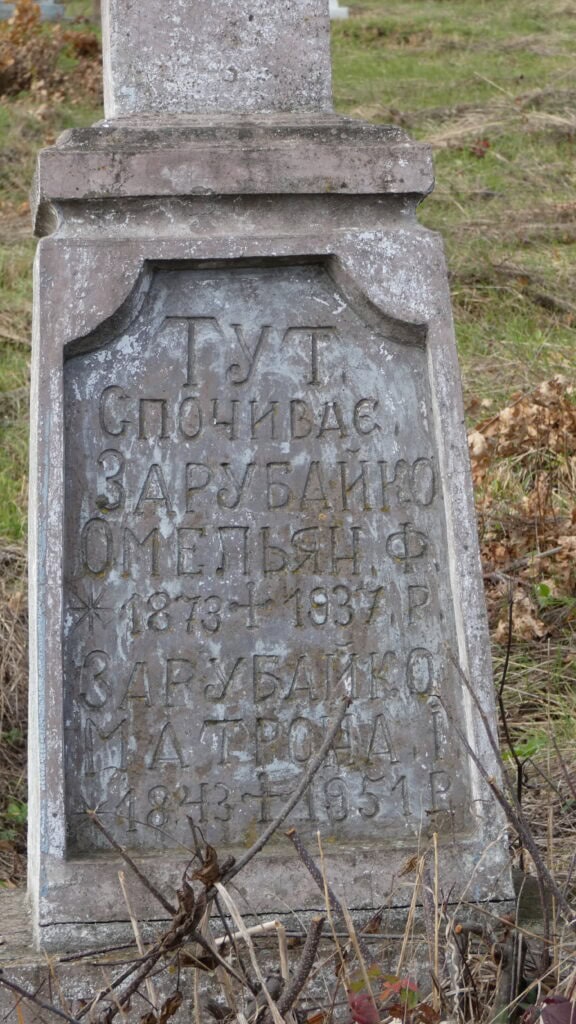 ТУТ
СПОЧИВАЄ
ЗАРУБАЙКО
ОМЕЛЬЯН.Ф.
* 1873 + 1937.Р.
ЗАРУБАЙКО
МАТРОНА.І.
* 1843 + 1951 Р.